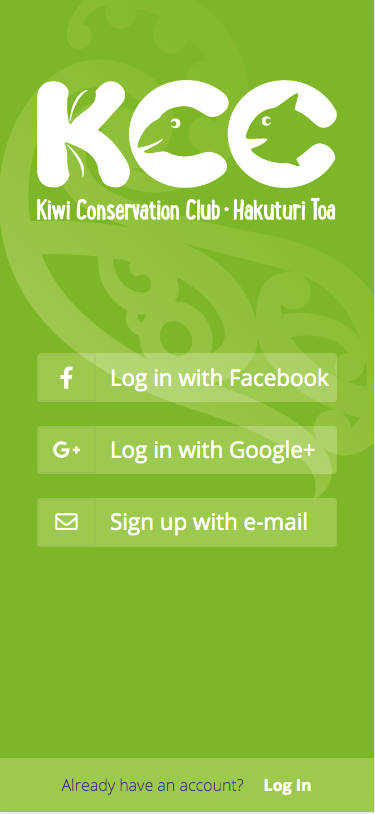 KCC
Kiwi Conservation Club · Hakuturi Toa
Log in with Facebook
G+ Log in with Google+
Sign up with e-mail
Already have an account? Log In